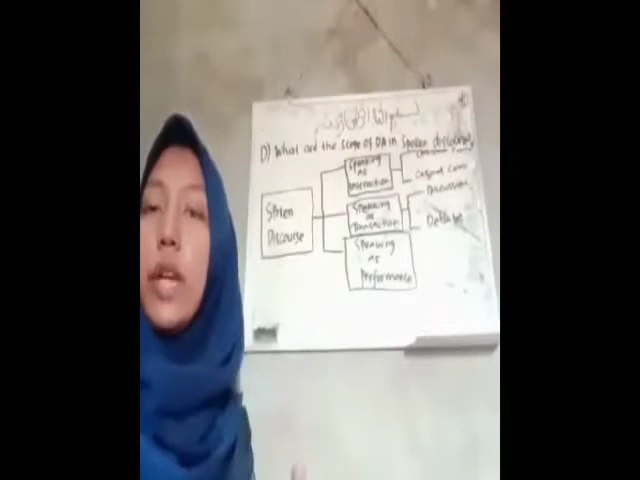 D) What are the scope of DA in Spoken discourse
Spoken
Discourse
Speaking
as
Interaction
Casual Conv
Speaking
as
Transaction
Discussion
Debate
Speaking
as
Performance